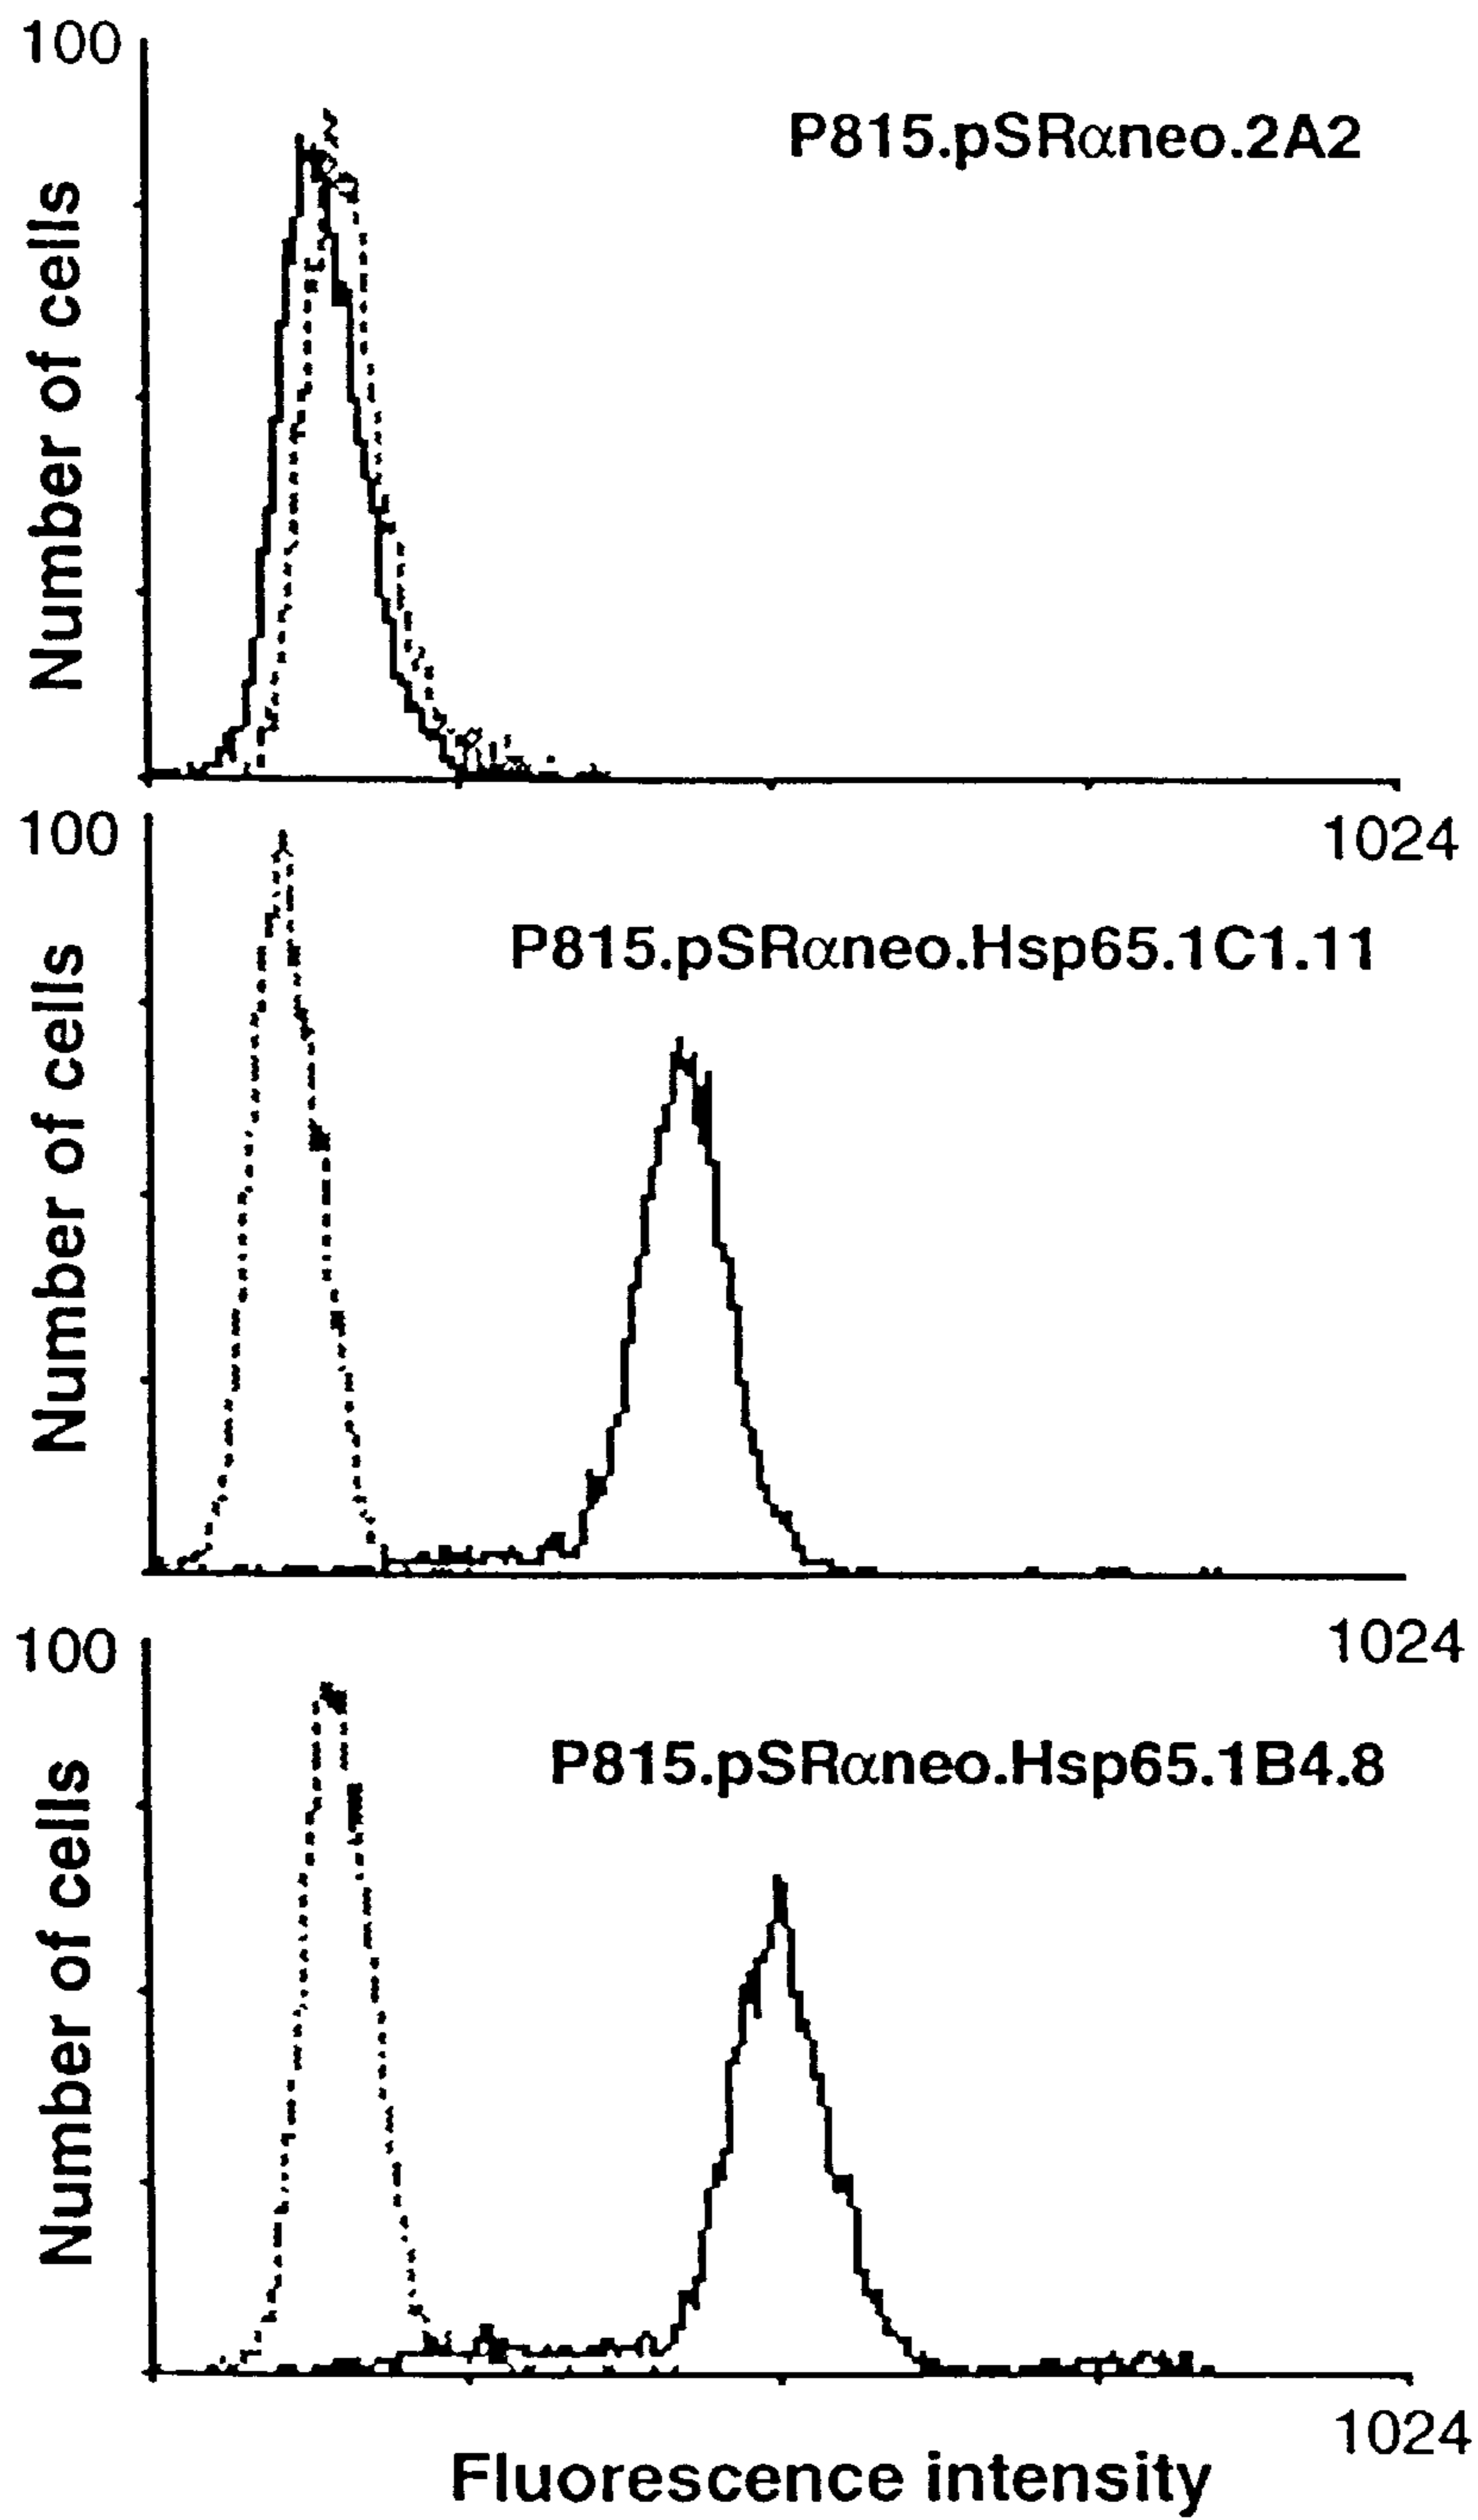 100
P815.pSRαneo.2A2
Number of cells
1024
100
P815.pSRαneo.Hsp65.1C1.11
Number of cells
1024
100
P815.pSRαneo.Hsp65.1B4.8
Number of cells
1024
Fluorescence intensity